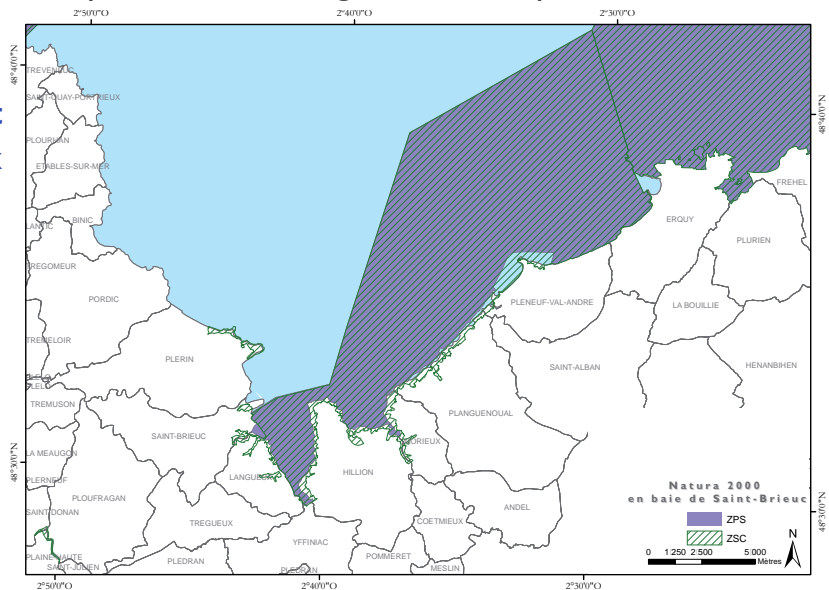 2°50'0"O
2°40'0"O
2°30'0"O
48°40'0"N
48°40'0"N
TREVENEUC
SAINT-QUAY-PORTRIEUX
PLOURHAN
ETABLES-SUR-MER
FREHEL
LANTIC
BINIC
ERQUY
PLURIEN
TREGOMEUR
PORDIC
PLENEUF-VAL-ANDRE
LA BOUILLIE
TREMELOIR
PLERIN
SAINT-ALBAN
HENANBIHEN
TREMUSON
PLANGUENOUAL
SAINT-BRIEUC
MORIEUX
LA MEAUGON
48°30'0"N
HILLION
PLERNEUF
LANGUEUX
PLOUFRAGAN
Natura 2000
en baie de Saint-Brieuc
SAINT-DONAN
TREGUEUX
COETMIEUX
ANDEL
ZPS
48°30'0"N
YFFINIAC
ZSC
N
PLAINE-HAUTE
PLEDRAN
POMMERET
0 1 250 2 500 5 000
Mètres
SAINT-JULIEN
PLEDRAN
MESLIN
2°50'0"O
2°40'0"O
2°30'0"O